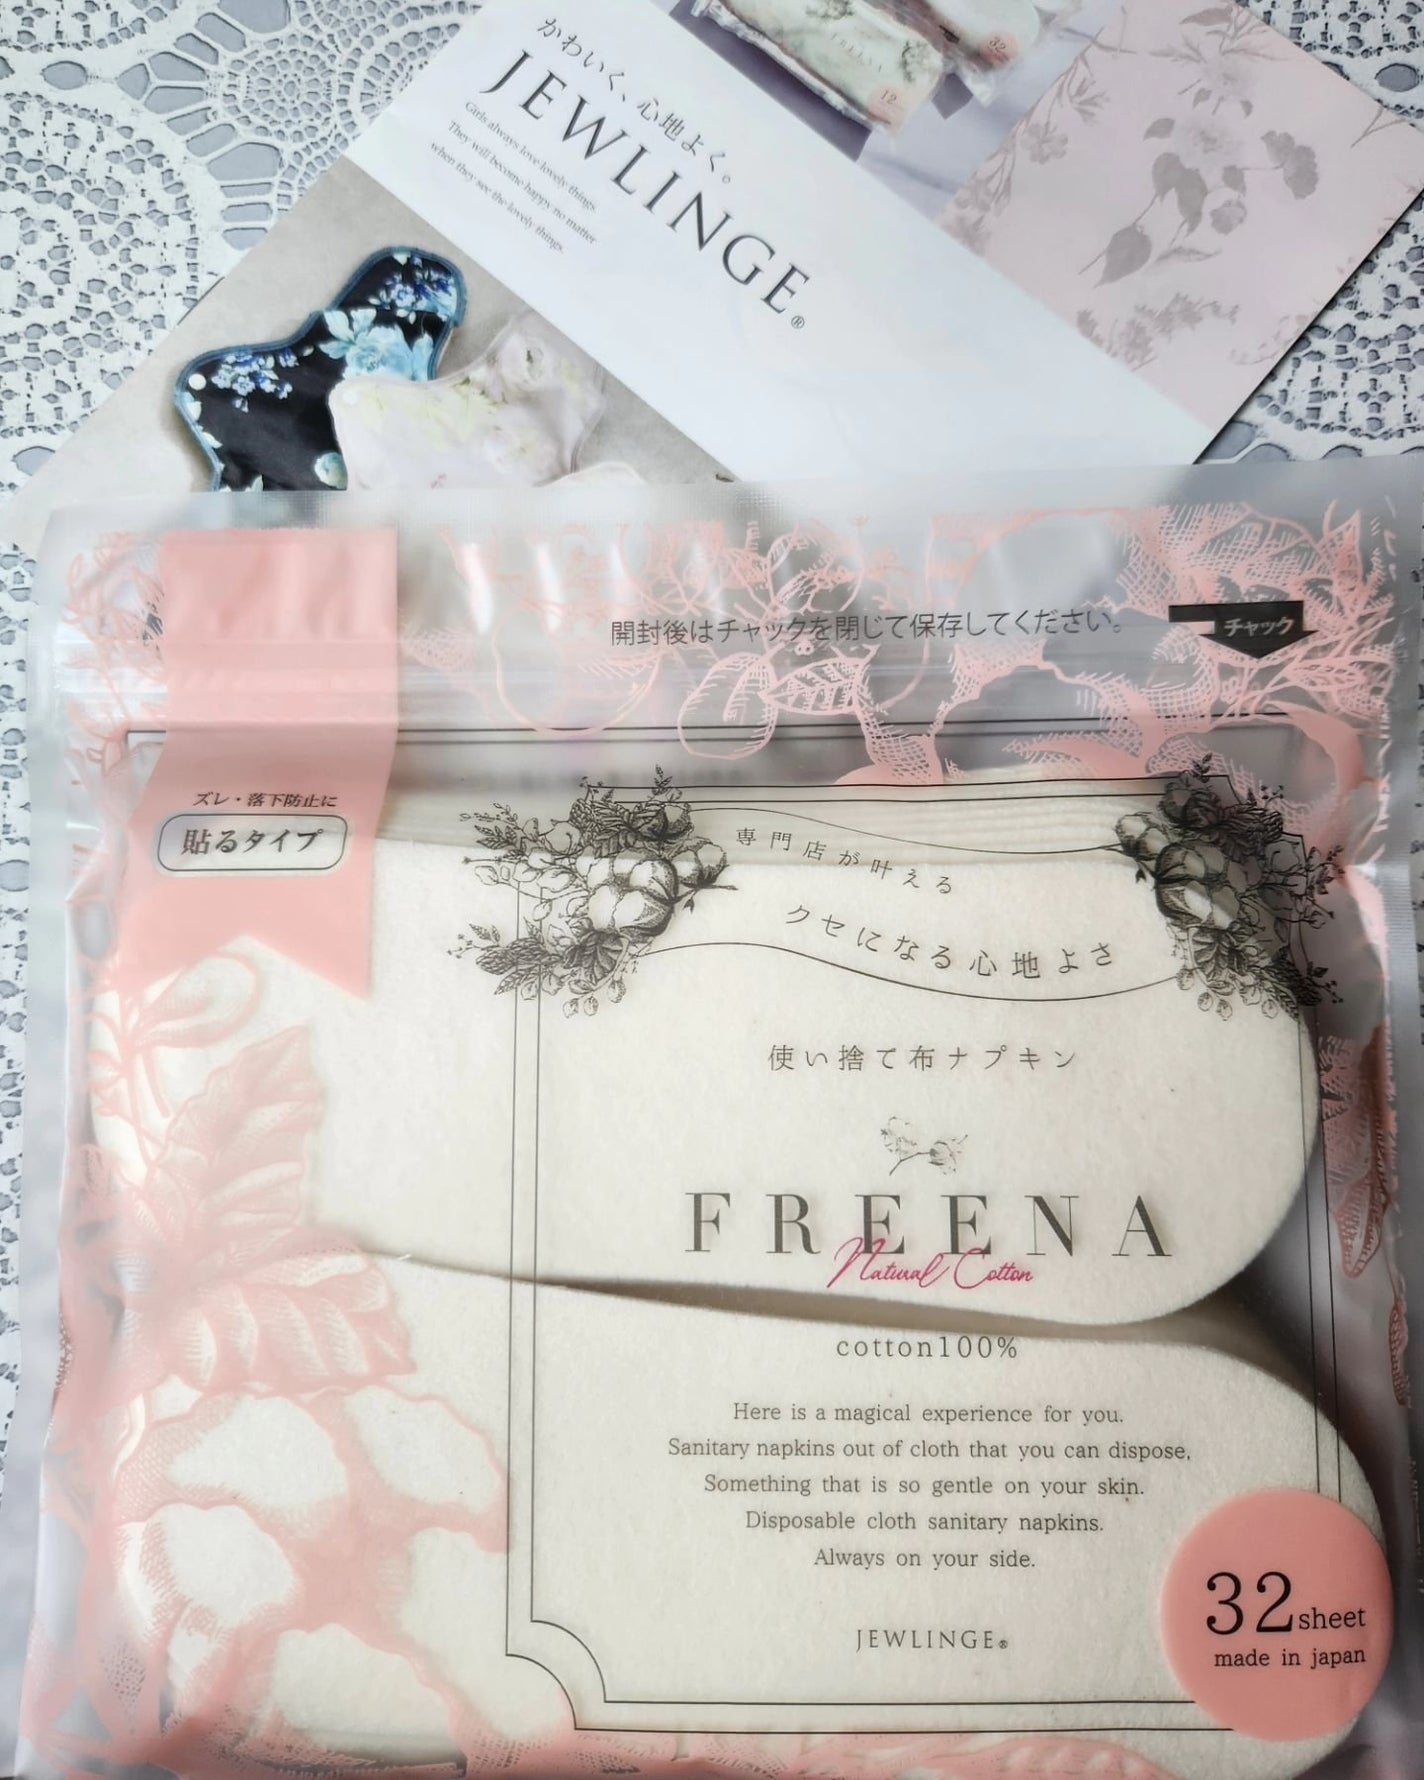 かわいく、心地よく。
JEWLINGE®
Girls always love lovely things.
They will become happy no matter
when they see the lovely things.
FREENA
12
32
開封後はチャックを閉じて保存してください。
チャック
ズレ・落下防止に
貼るタイプ
専門店が叶える
クセになる心地よさ
使い捨て布ナプキン
FREENA
Natural Cotton
cotton100%
Here is a magical experience for you.
Sanitary napkins out of cloth that you can dispose,
Something that is so gentle on your skin.
Disposable cloth sanitary napkins.
Always on your side.
JEWLINGE®
32sheet
made in japan